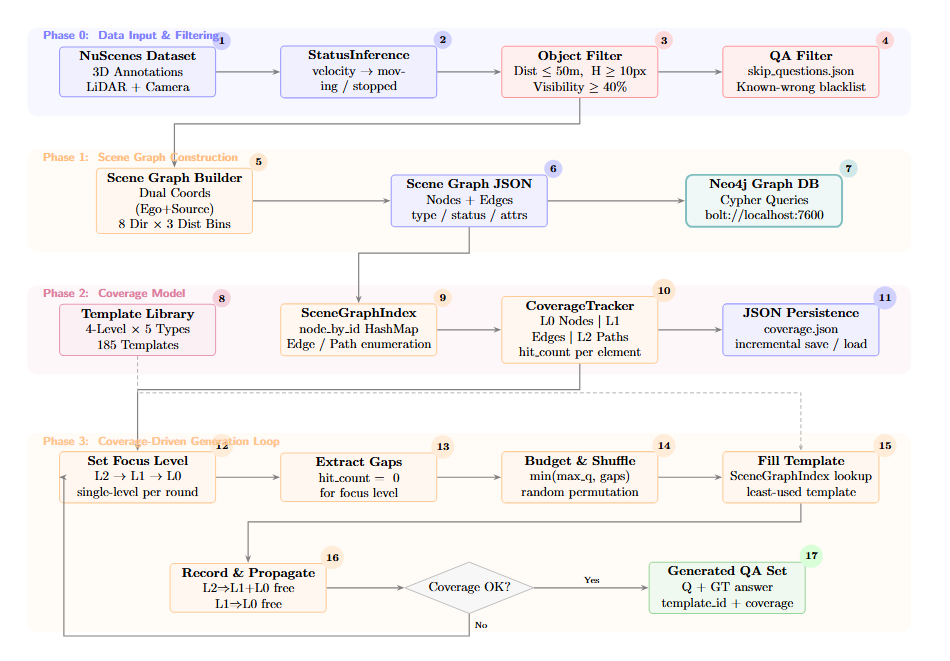 Phase 0: Data Input & Filtering
1
NuScenes Dataset
3D Annotations
LiDAR + Camera
2
StatusInference
velocity → mov-
ing / stopped
3
Object Filter
Dist ≤ 50m, H ≥ 10px
Visibility ≥ 40%
4
QA Filter
skip_questions.json
Known-wrong blacklist
Phase 1: Scene Graph Construction
5
Scene Graph Builder
Dual Coords
(Ego+Source)
8 Dir × 3 Dist Bins
6
Scene Graph JSON
Nodes + Edges
type / status / attrs
7
Neo4j Graph DB
Cypher Queries
bolt://localhost:7600
Phase 2: Coverage Model
8
Template Library
4-Level × 5 Types
185 Templates
9
SceneGraphIndex
node_by_id HashMap
Edge / Path enumeration
10
CoverageTracker
L0 Nodes | L1
Edges | L2 Paths
hit_count per element
11
JSON Persistence
coverage.json
incremental save / load
Phase 3: Coverage-Driven Generation Loop
12
Set Focus Level
L2 → L1 → L0
single-level per round
13
Extract Gaps
hit_count = 0
for focus level
14
Budget & Shuffle
min(max_q, gaps)
random permutation
15
Fill Template
SceneGraphIndex lookup
least-used template
16
Record & Propagate
L2⇒L1+L0 free
L1⇒L0 free
Coverage OK?
Yes
No
17
Generated QA Set
Q + GT answer
template_id + coverage